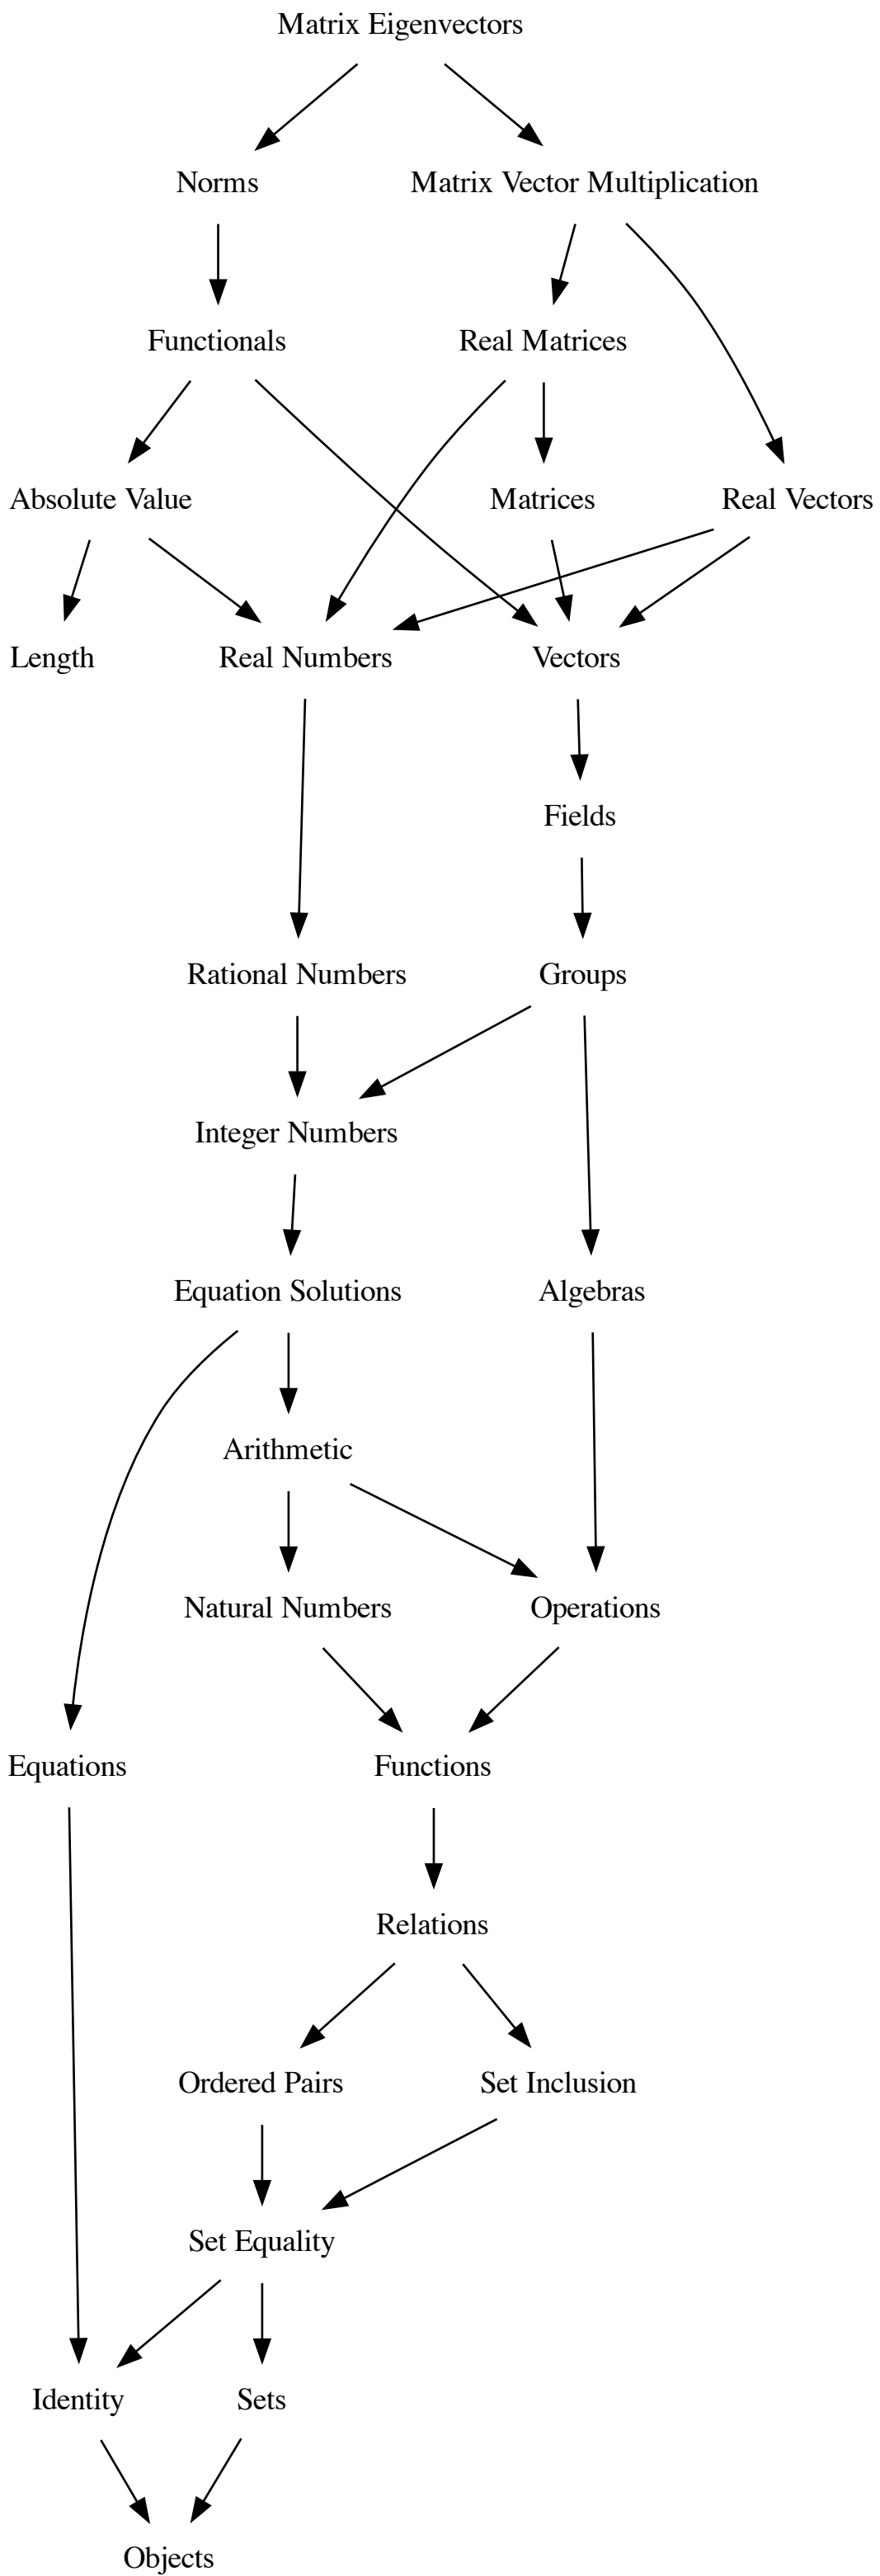 Matrix Eigenvectors
Norms
Matrix Vector Multiplication
Functionals
Real Matrices
Absolute Value
Matrices
Real Vectors
Length
Real Numbers
Vectors
Fields
Rational Numbers
Groups
Integer Numbers
Equation Solutions
Algebras
Arithmetic
Natural Numbers
Operations
Equations
Functions
Relations
Ordered Pairs
Set Inclusion
Set Equality
Identity
Sets
Objects